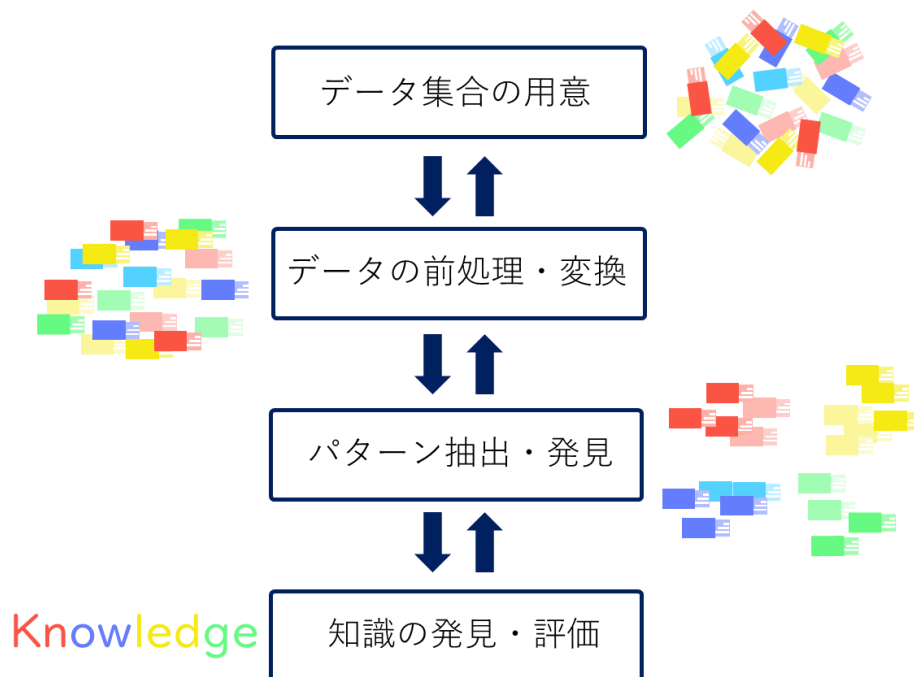 データ集合の用意
データの前処理・変換
パターン抽出・発見
Knowledge
知識の発見・評価